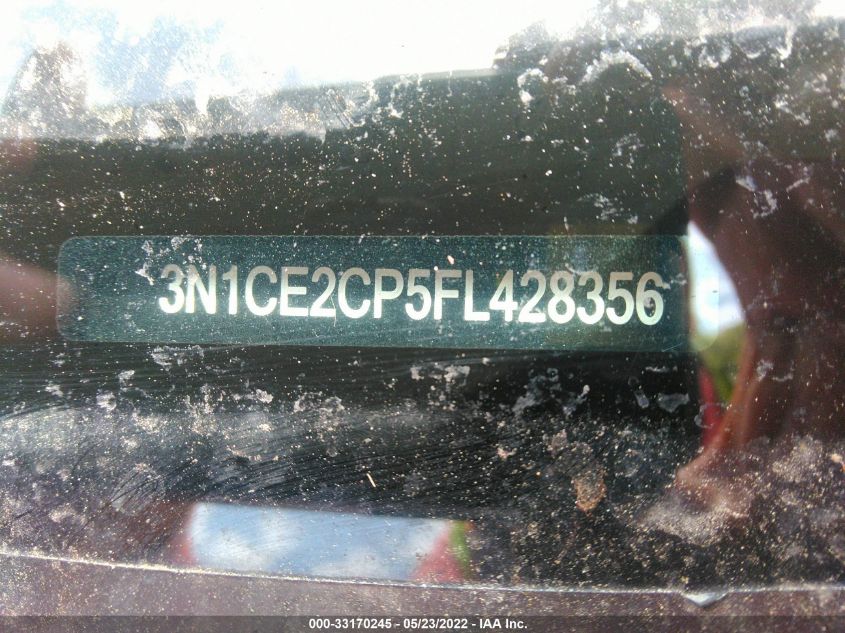 3N1CE2CP5FL428356
000-33170245 - 05/23/2022 - IAA Inc.